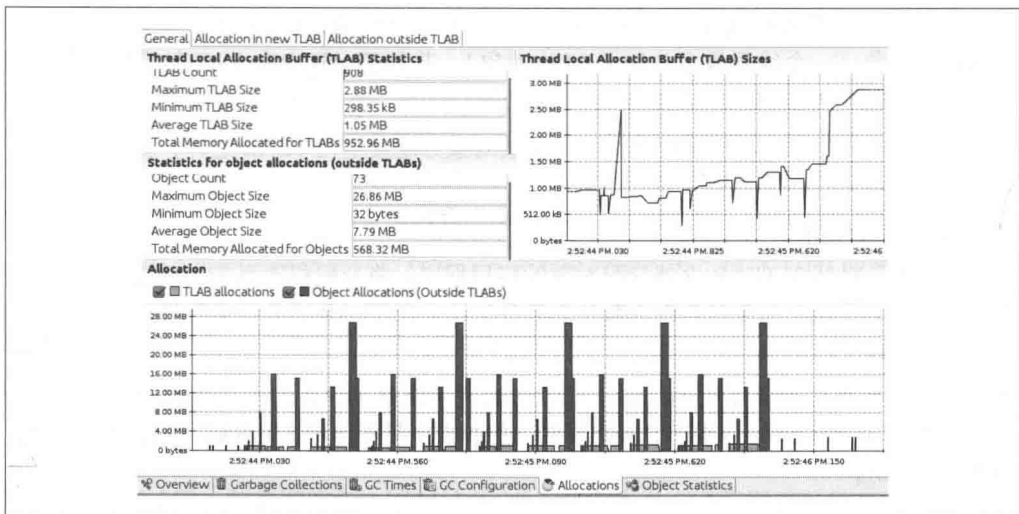 General Allocation in new TLAB Allocation outside TLAB
Thread Local Allocation Buffer (TLAB) Statistics
TLAB Count 908
Maximum TLAB Size 2.88 MB
Minimum TLAB Size 298.35 kB
Average TLAB Size 1.05 MB
Total Memory Allocated for TLABs 952.96 MB
Statistics for object allocations (outside TLABs)
Object Count 73
Maximum Object Size 26.86 MB
Minimum Object Size 32 bytes
Average Object Size 7.79 MB
Total Memory Allocated for Objects 568.32 MB
Thread Local Allocation Buffer (TLAB) Sizes
3.00 MB
2.50 MB
2.00 MB
1.50 MB
1.00 MB
512.00 kB
0 bytes
2:52:44 PM.030 2:52:44 PM.825 2:52:45 PM.620 2:52:46
Allocation
TLAB allocations Object Allocations (Outside TLABs)
28.00 MB
24.00 MB
20.00 MB
16.00 MB
12.00 MB
8.00 MB
4.00 MB
0 bytes
2:52:44 PM.030 2:52:44 PM.560 2:52:45 PM.090 2:52:45 PM.620 2:52:46 PM.150
Overview Garbage Collections GC Times GC Configuration Allocations Object Statistics